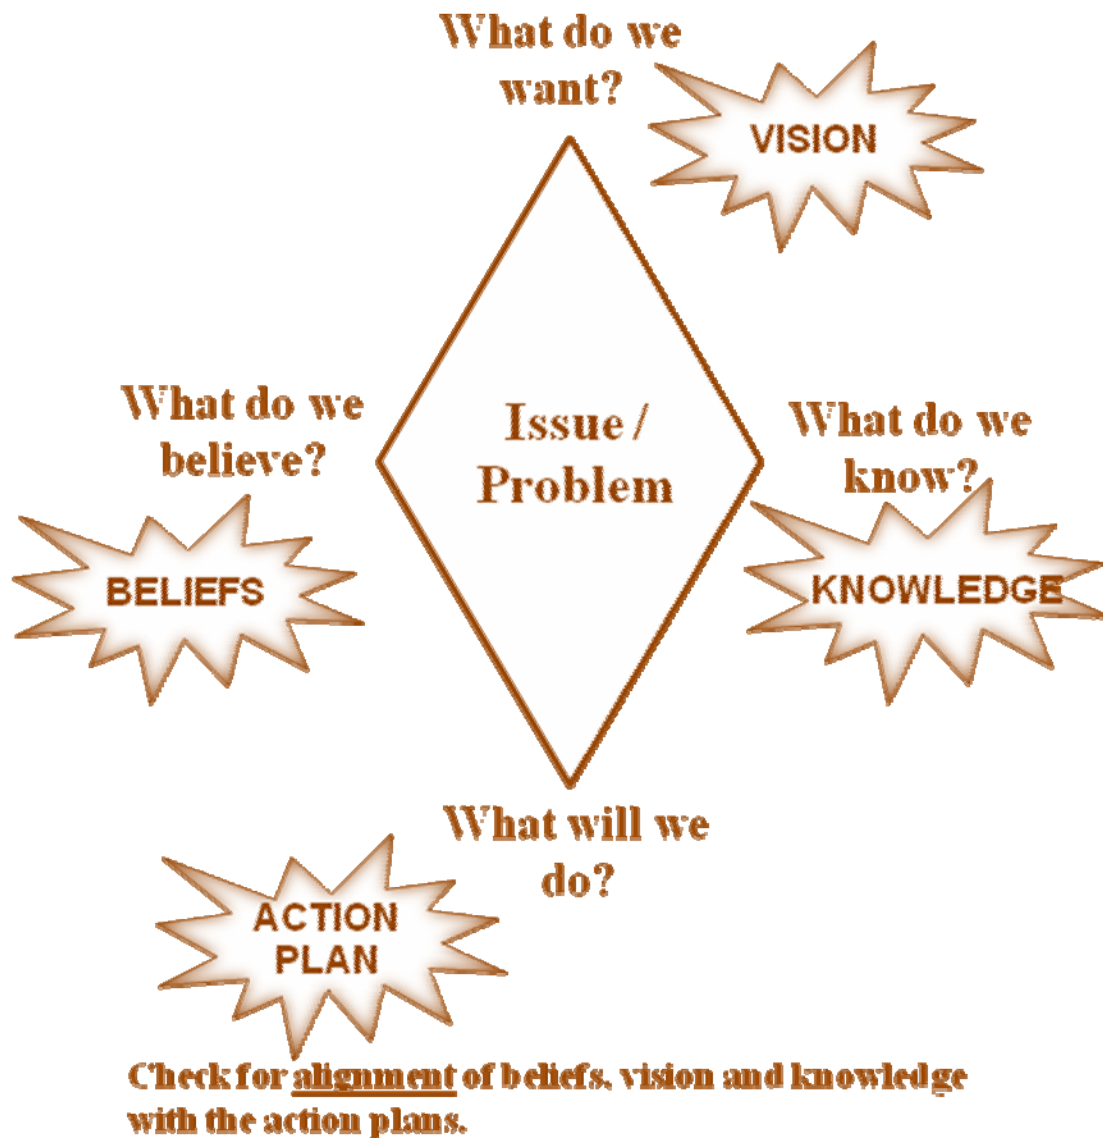 What do we
want?
VISION
What do we
believe?
BELIEFS
Issue /
Problem
What do we
know?
KNOWLEDGE
What will we
do?
ACTION
PLAN
Check for alignment of beliefs, vision and knowledge
with the action plans.